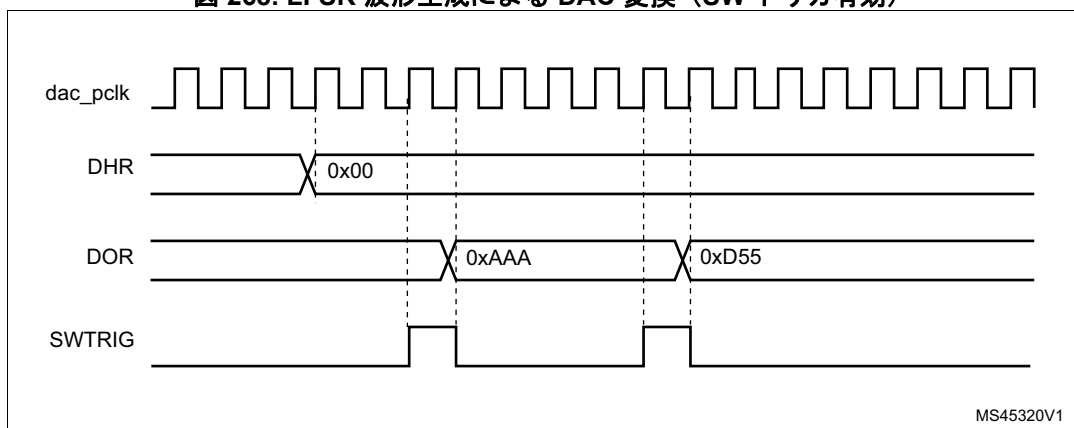 波形生成による DAC 変換（SW トリガ有効）
dac_pclk
DHR
0x00
DOR
0xAAA
0xD55
SWTRIG
MS45320V1